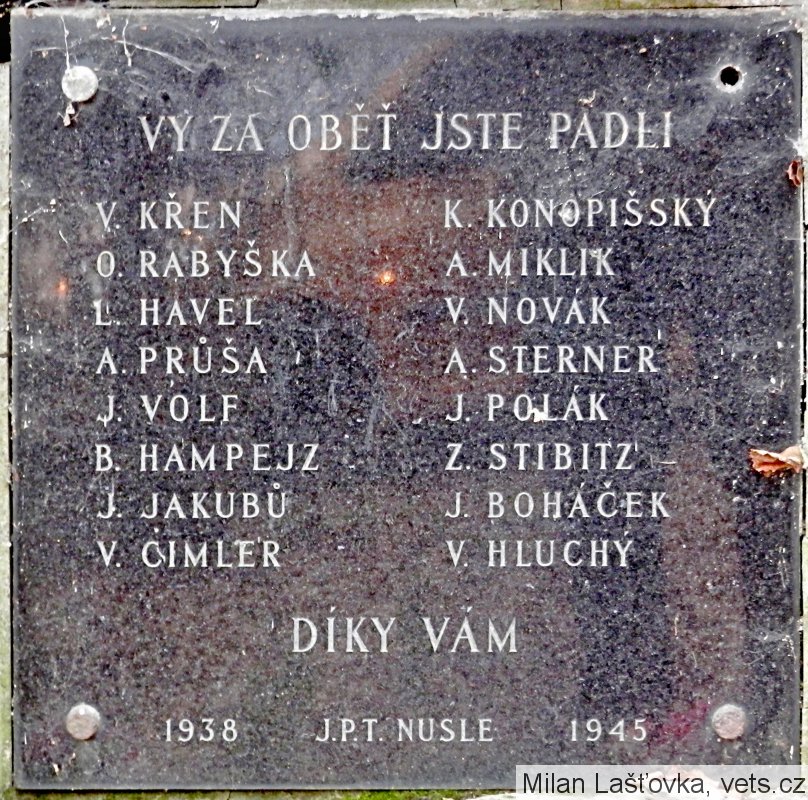 VY ZA OBĚŤ JSTE PADLI
V. KŘEN
O. RABYŠKA
L. HAVEL
A. PRŮŠA
J. VOLF
B. HAMPEJZ
J. JAKUBŮ
V. ČIMLER
K. KONOPIŠSKÝ
A. MIKLIK
V. NOVÁK
A. STERNER
J. POLÁK
Z. STIBITZ
J. BOHÁČEK
V. HLUCHÝ
DÍKY VÁM
1938 J.P.T. NUSLE 1945
Milan Lašťovka, vets.cz